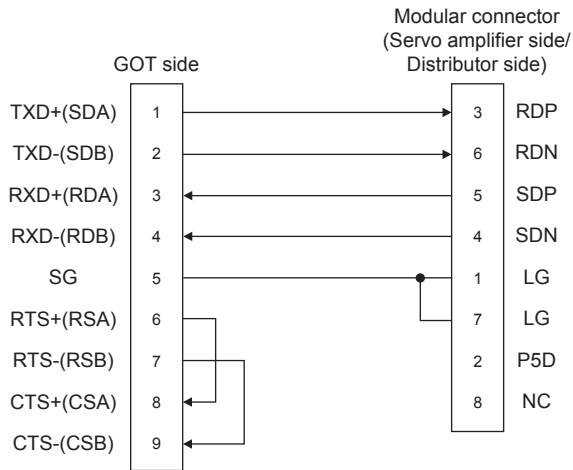 Modular connector
(Servo amplifier side/
Distributor side)
GOT side
TXD+(SDA) 1 3 RDP
TXD-(SDB) 2 6 RDN
RXD+(RDA) 3 5 SDP
RXD-(RDB) 4 4 SDN
SG 5 1 LG
RTS+(RSA) 6 7 LG
RTS-(RSB) 7 2 P5D
CTS+(CSA) 8 8 NC
CTS-(CSB) 9